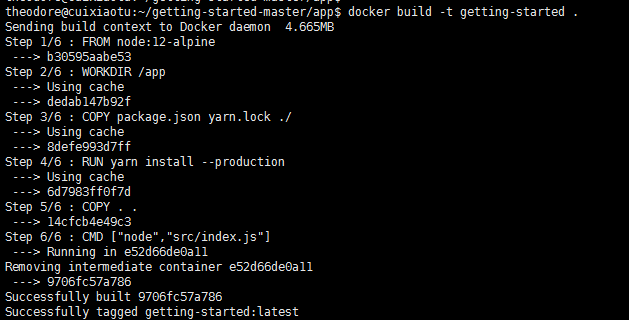 theodore@cuixiaotu:~/getting-started-master/app$ docker build -t getting-started .
Sending build context to Docker daemon  4.665MB
Step 1/6 : FROM node:12-alpine
 ---> b30595aabe53
Step 2/6 : WORKDIR /app
 ---> Using cache
 ---> dedab147b92f
Step 3/6 : COPY package.json yarn.lock ./
 ---> Using cache
 ---> 8defe993d7ff
Step 4/6 : RUN yarn install --production
 ---> Using cache
 ---> 6d7983ff0f7d
Step 5/6 : COPY . .
 ---> 14cfcb4e49c3
Step 6/6 : CMD ["node","src/index.js"]
 ---> Running in e52d66de0a11
Removing intermediate container e52d66de0a11
 ---> 9706fc57a786
Successfully built 9706fc57a786
Successfully tagged getting-started:latest